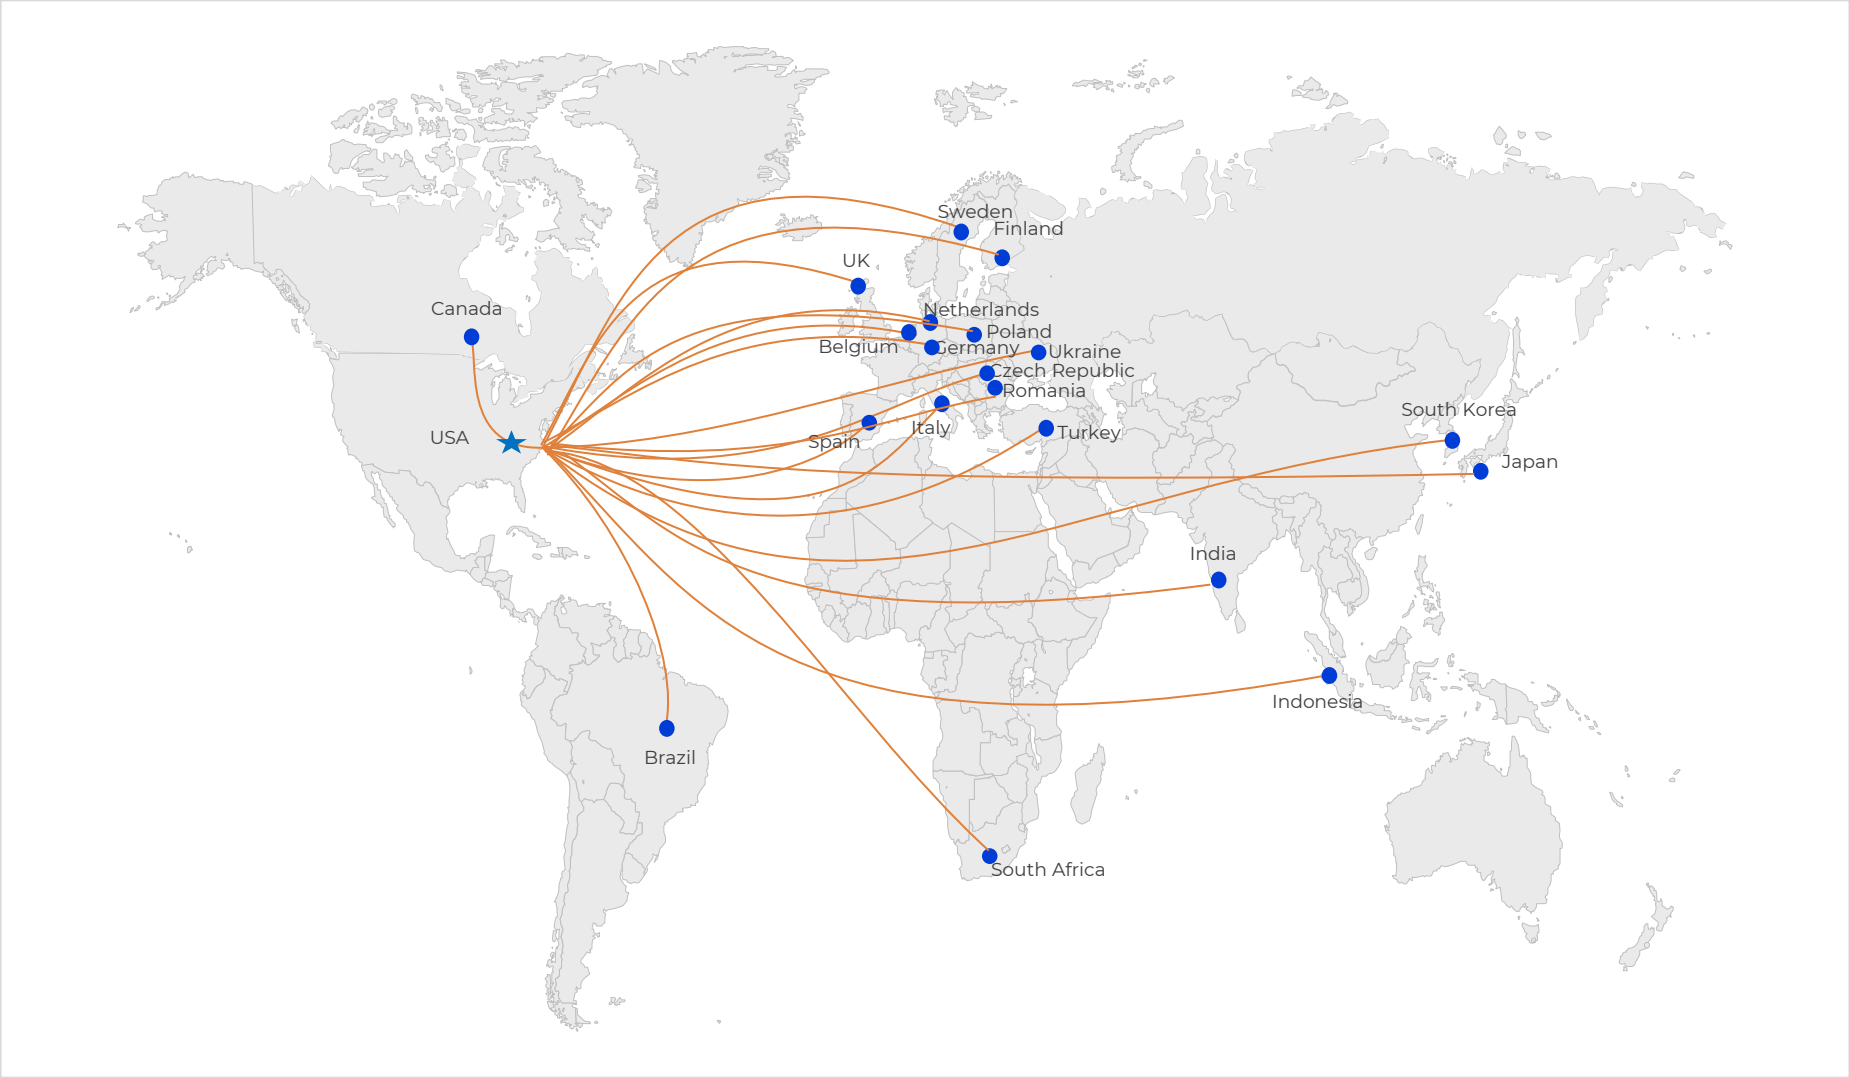 Sweden
Finland
UK
Canada
Netherlands
Poland
Belgium
Germany
Ukraine
Czech Republic
Romania
South Korea
USA
Spain
Italy
Turkey
Japan
India
Indonesia
Brazil
South Africa